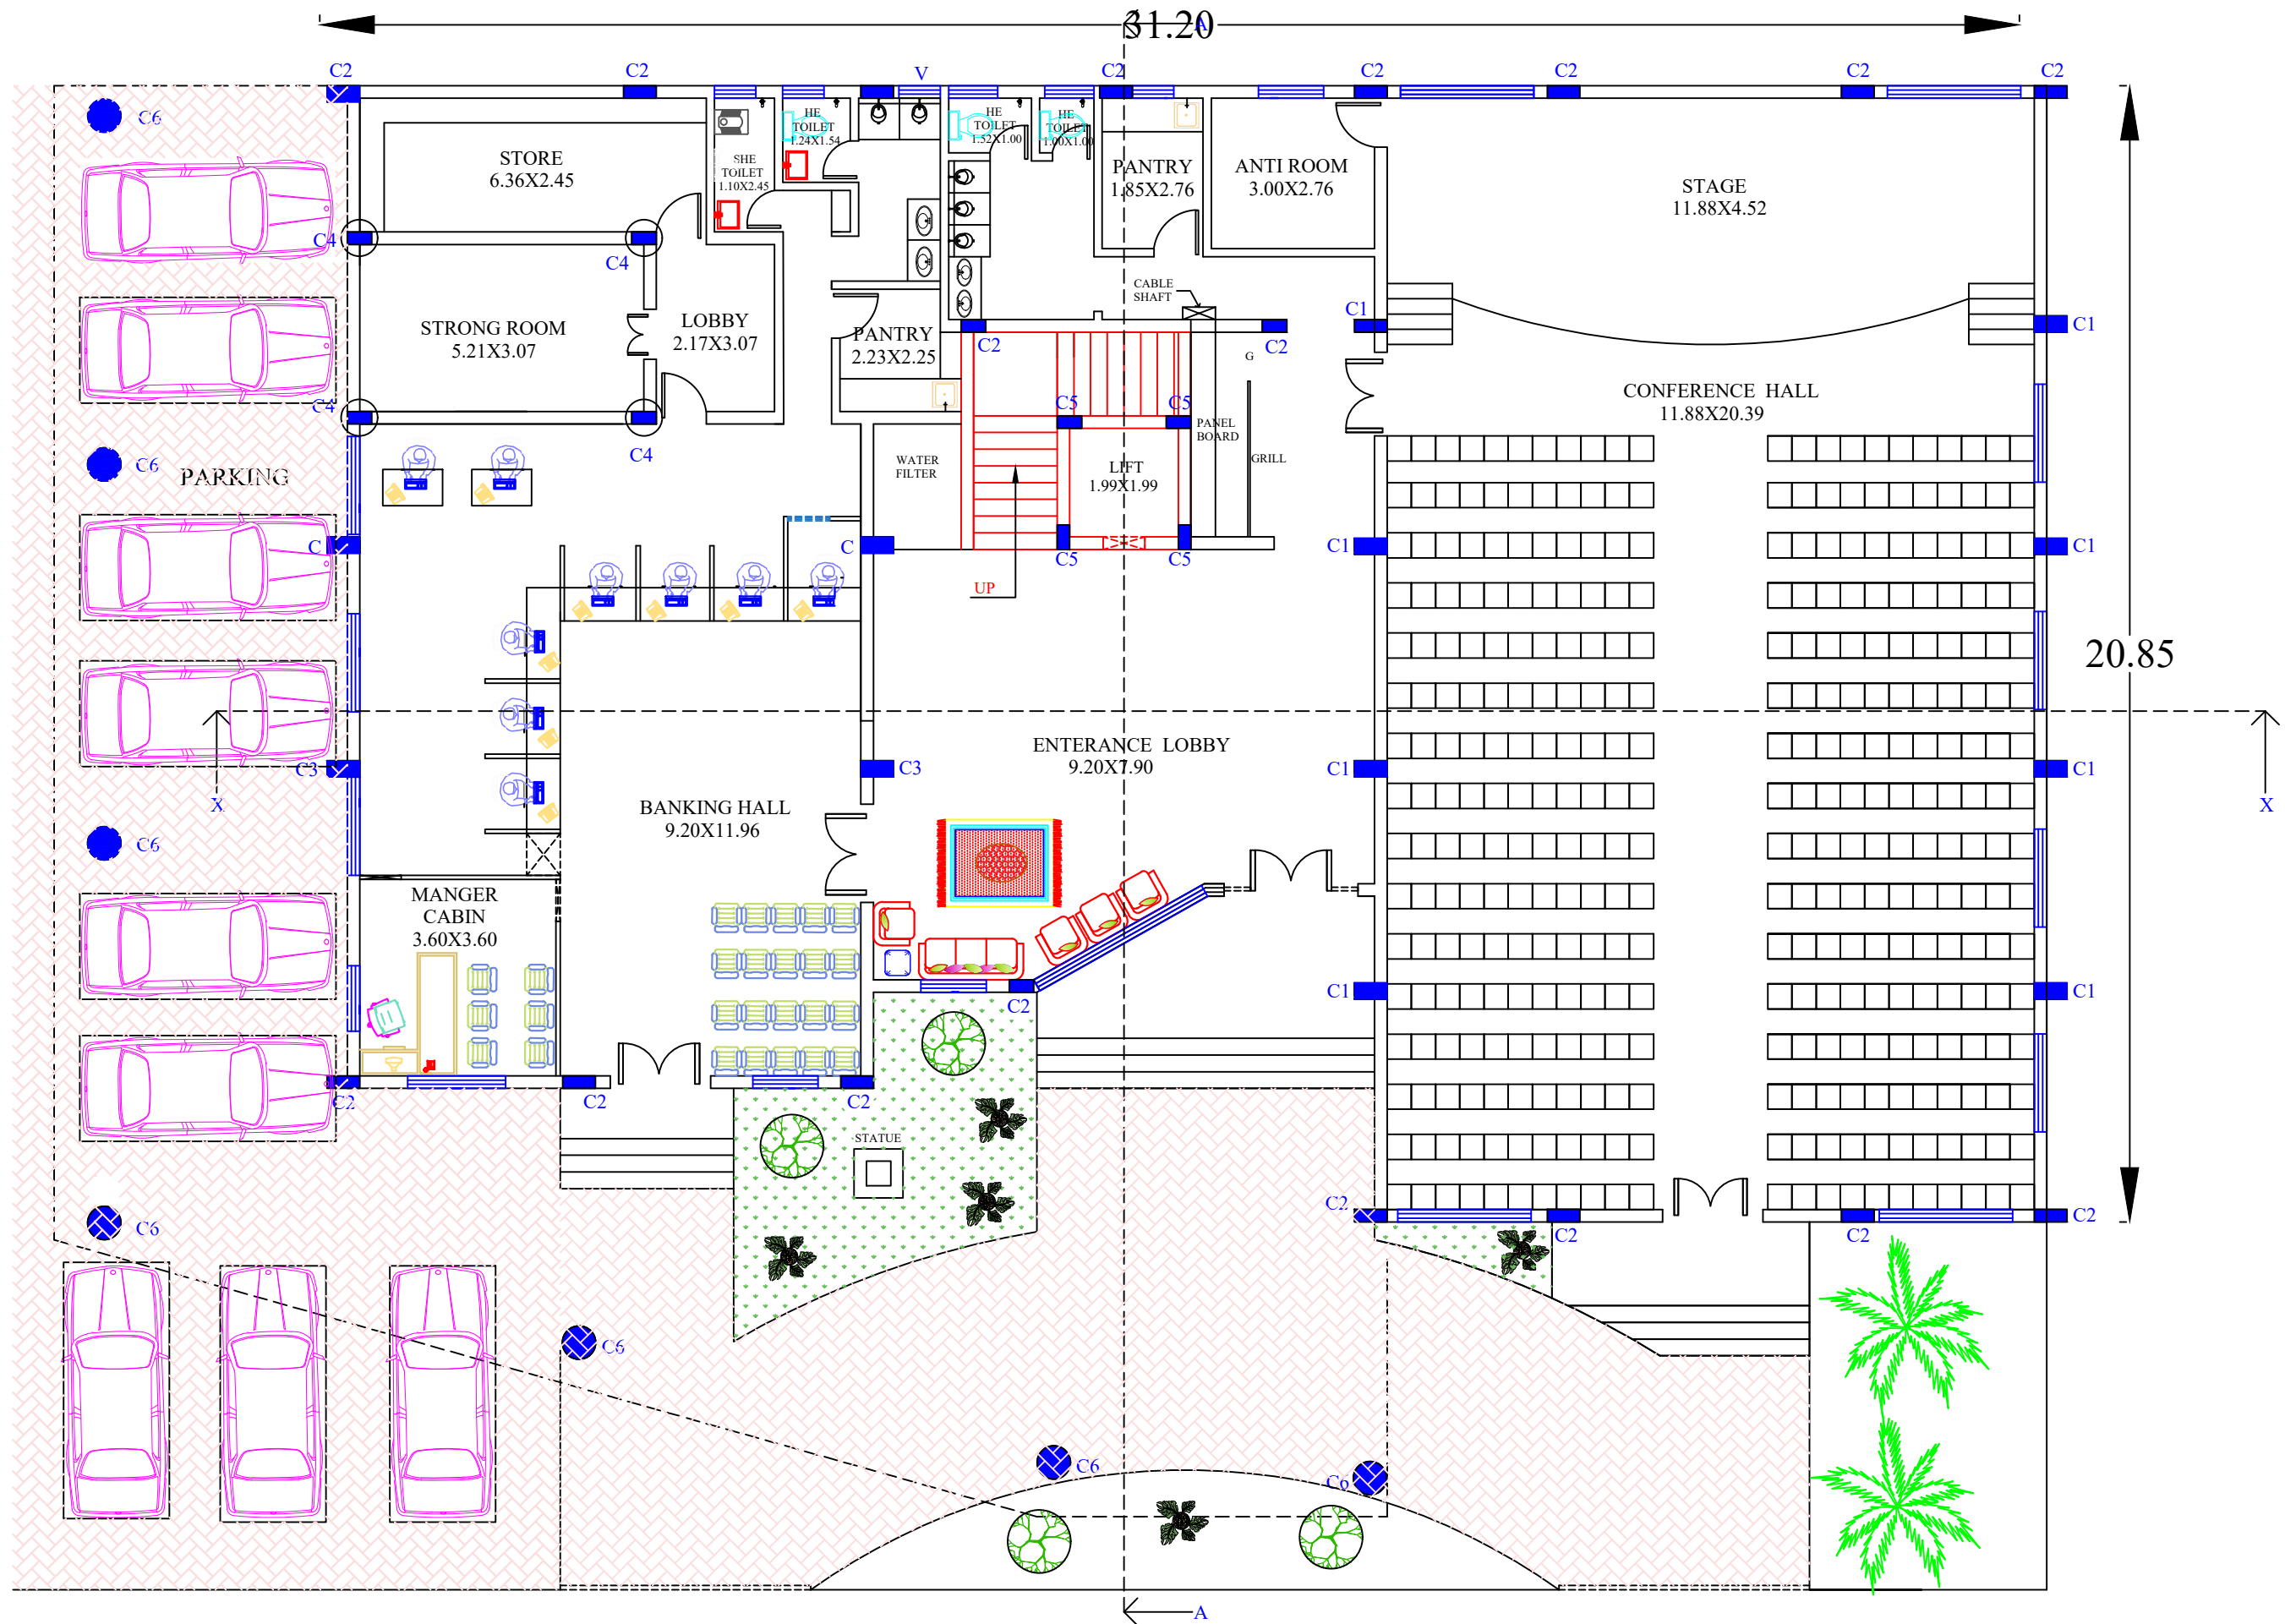 31.20
A
C2
C2
V
C2
C2
C2
C2
C2
C6
HE
TOILET
1.24X1.54
HE
TOILET
1.52X1.00
HE
TOILET
1.00X1.00
STORE
6.36X2.45
SHE
TOILET
1.10X2.45
PANTRY
1.85X2.76
ANTI ROOM
3.00X2.76
STAGE
11.88X4.52
C4
C4
CABLE
SHAFT
STRONG ROOM
5.21X3.07
LOBBY
2.17X3.07
PANTRY
2.23X2.25
C2
C2
C1
C1
G
CONFERENCE HALL
11.88X20.39
C4
C4
C5
C5
PANEL
BOARD
C6
PARKING
WATER
FILTER
LIFT
1.99X1.99
GRILL
C
C
C5
C5
C1
C1
UP
20.85
ENTERANCE LOBBY
9.20X7.90
C3
C3
C1
C1
X
X
BANKING HALL
9.20X11.96
C6
MANGER
CABIN
3.60X3.60
C2
C1
C1
C2
C2
C2
STATUE
C6
C2
C2
C2
C2
C6
C6
C6
A